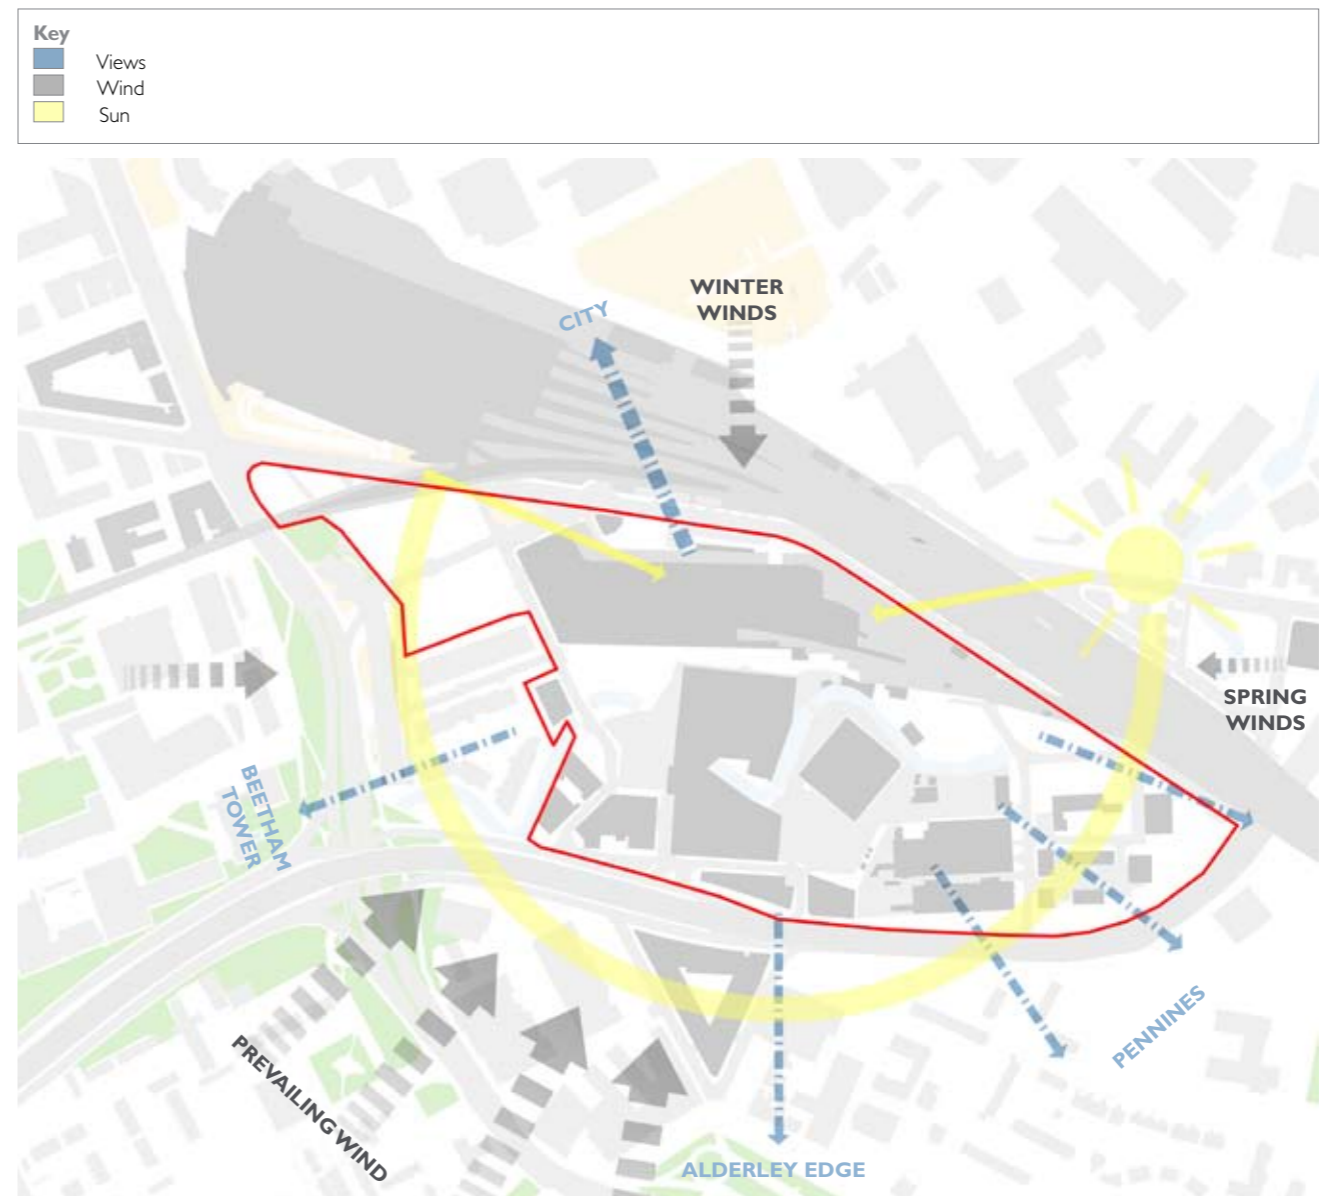 Key
Views
Wind
Sun
WINTER
WINDS
CITY
SPRING
WINDS
BEETHAM
TOWER
PENNINES
PREVAILING WIND
ALDERLEY EDGE